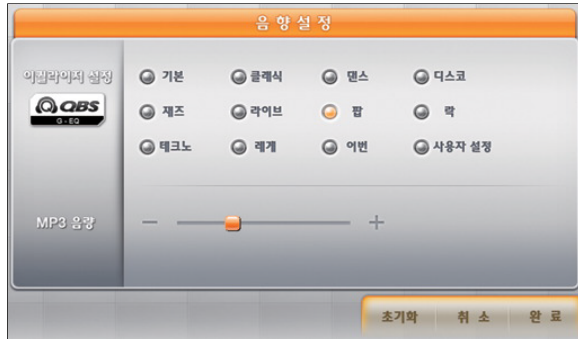 음향설정
이퀄라이저 설정
QBS
G-EQ
기본 클래식 댄스 디스코
재즈 라이브 팝 락
테크노 레게 어번 사용자 설정
MP3 음량
− +
초기화 취소 완료